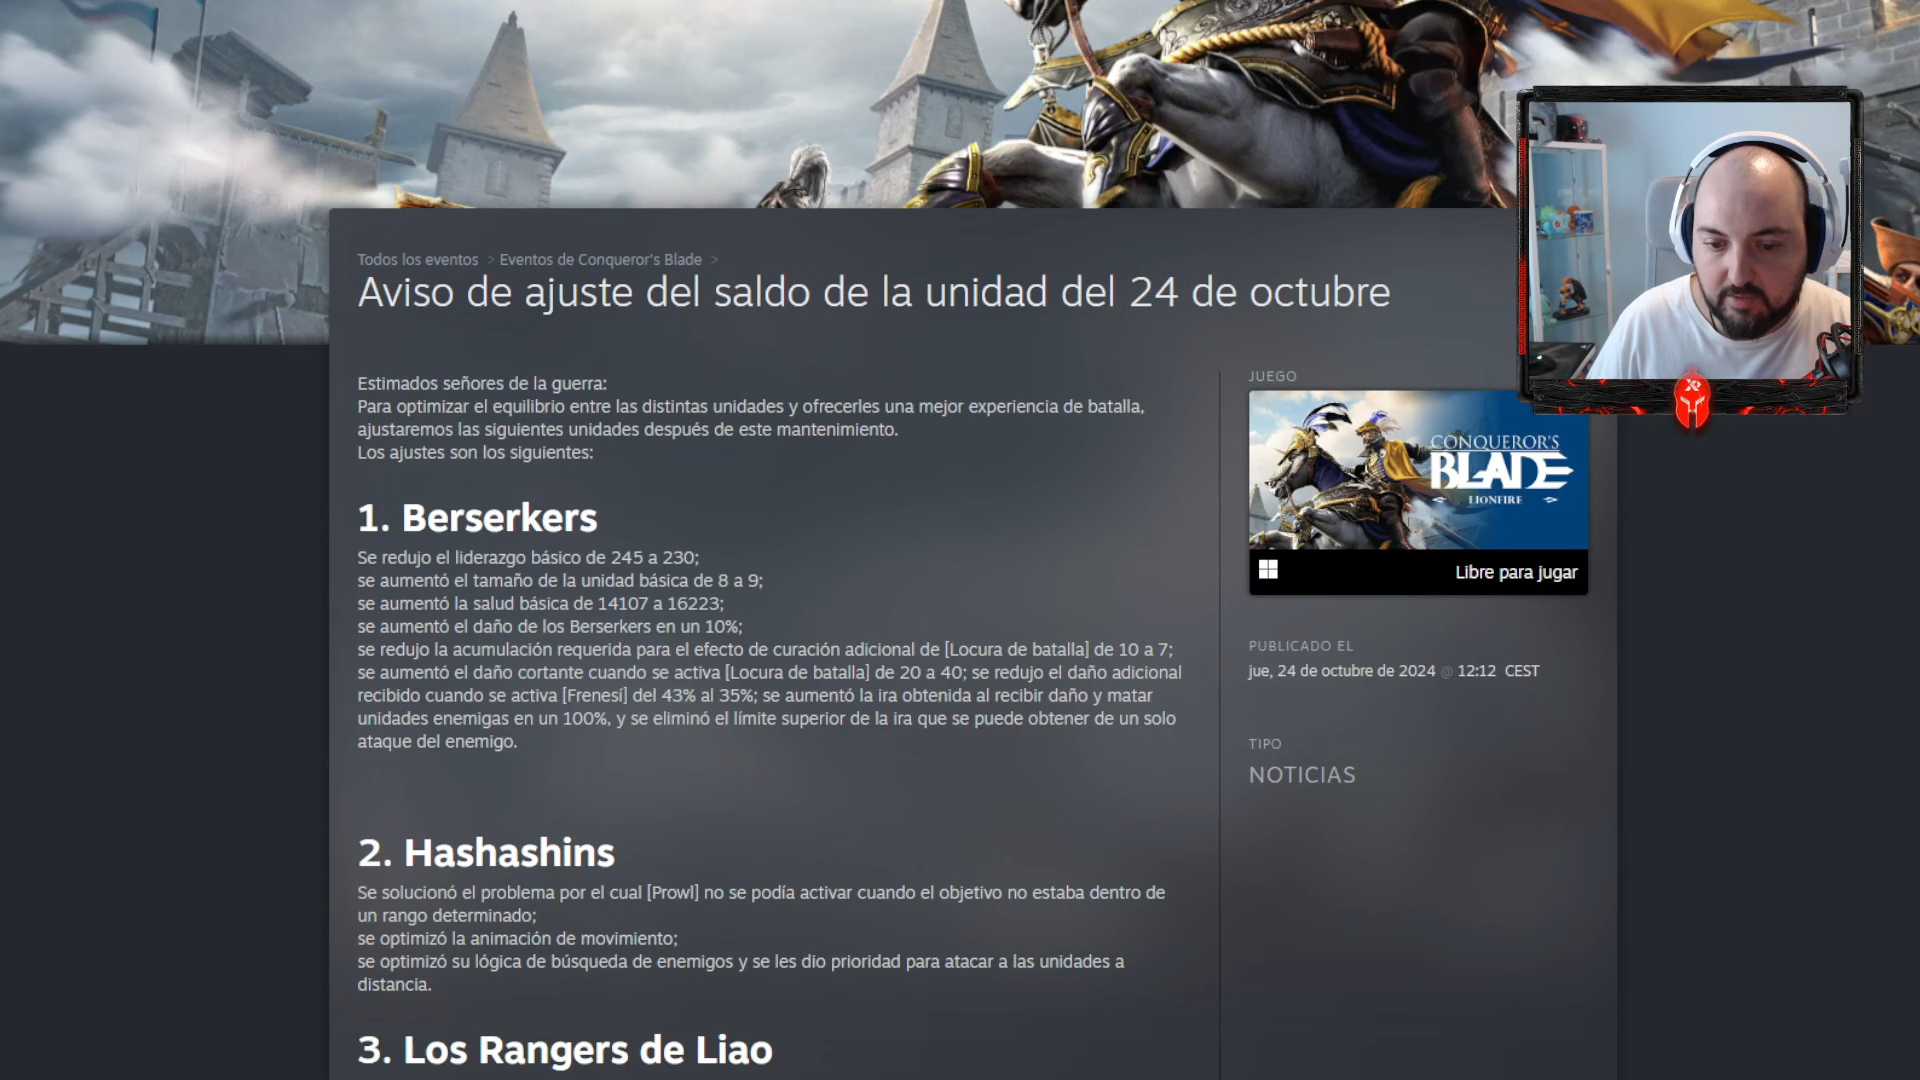 Todos los eventos > Eventos de Conqueror's Blade >
Aviso de ajuste del saldo de la unidad del 24 de octubre
Estimados señores de la guerra:
Para optimizar el equilibrio entre las distintas unidades y ofrecerles una mejor experiencia de batalla,
ajustaremos las siguientes unidades después de este mantenimiento.
Los ajustes son los siguientes:
1. Berserkers
Se redujo el liderazgo básico de 245 a 230;
se aumentó el tamaño de la unidad básica de 8 a 9;
se aumentó la salud básica de 14107 a 16223;
se aumentó el daño de los Berserkers en un 10%;
se redujo la acumulación requerida para el efecto de curación adicional de [Locura de batalla] de 10 a 7;
se aumentó el daño cortante cuando se activa [Locura de batalla] de 20 a 40; se redujo el daño adicional
recibido cuando se activa [Frenesí] del 43% al 35%; se aumentó la ira obtenida al recibir daño y matar
unidades enemigas en un 100%, y se eliminó el límite superior de la ira que se puede obtener de un solo
ataque del enemigo.
2. Hashashins
Se solucionó el problema por el cual [Prowl] no se podía activar cuando el objetivo no estaba dentro de
un rango determinado;
se optimizó la animación de movimiento;
se optimizó su lógica de búsqueda de enemigos y se les dio prioridad para atacar a las unidades a
distancia.
3. Los Rangers de Liao
JUEGO
CONQUEROR'S
BLADE
LIONFIRE
Libre para jugar
PUBLICADO EL
jue, 24 de octubre de 2024 @ 12:12 CEST
TIPO
NOTICIAS